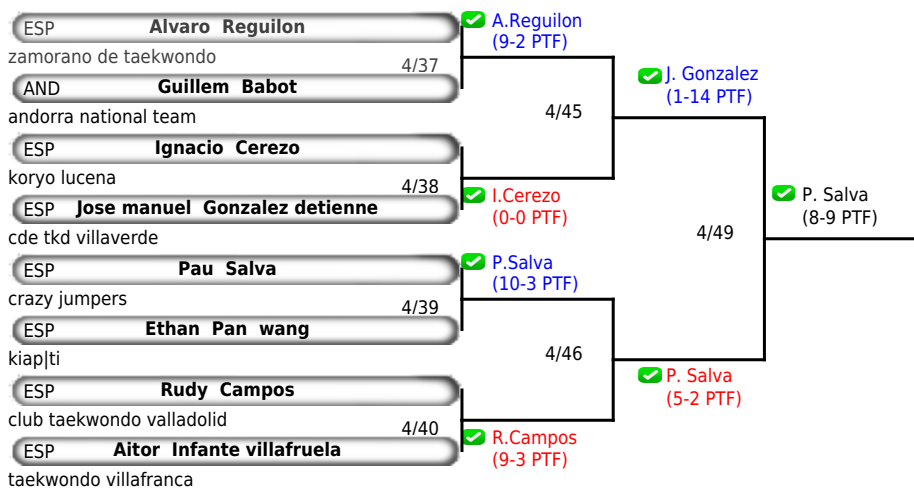 ESP Alvaro Reguilon
zamorano de taekwondo
4/37
AND Guillem Babot
andorra national team
ESP Ignacio Cerezo
koryo lucena
4/38
ESP Jose manuel Gonzalez detienne
cde tkd villaverde
ESP Pau Salva
crazy jumpers
4/39
ESP Ethan Pan wang
kiap|ti
ESP Rudy Campos
club taekwondo valladolid
4/40
ESP Aitor Infante villafruela
taekwondo villafranca
A.Reguilon
(9-2 PTF)
4/45
I.Cerezo
(0-0 PTF)
P.Salva
(10-3 PTF)
4/46
R.Campos
(9-3 PTF)
J. Gonzalez
(1-14 PTF)
4/49
P. Salva
(5-2 PTF)
P. Salva
(8-9 PTF)